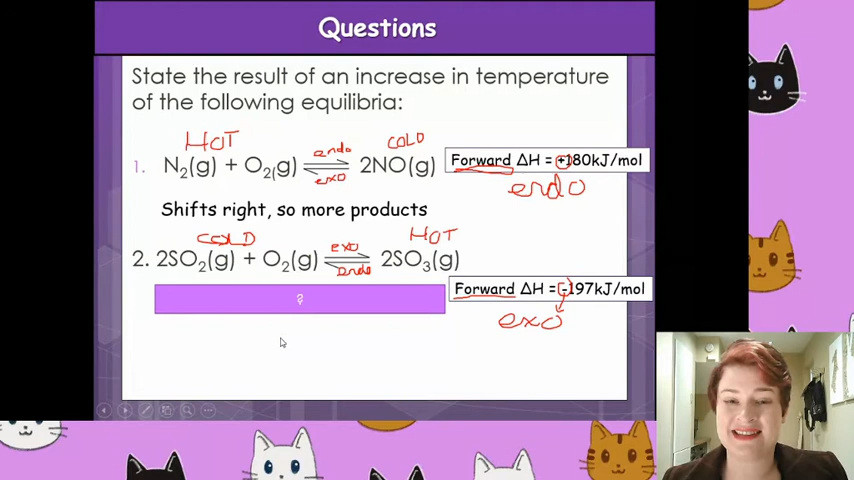 Questions
State the result of an increase in temperature
of the following equilibria:
HOT COLD
endo
1. N₂(g) + O₂(g) ⇌ 2NO(g) Forward ΔH = +180kJ/mol
exo
endo
Shifts right, so more products
COLD HOT
exo
2. 2SO₂(g) + O₂(g) ⇌ 2SO₃(g)
endo
Forward ΔH = -197kJ/mol
?
exo